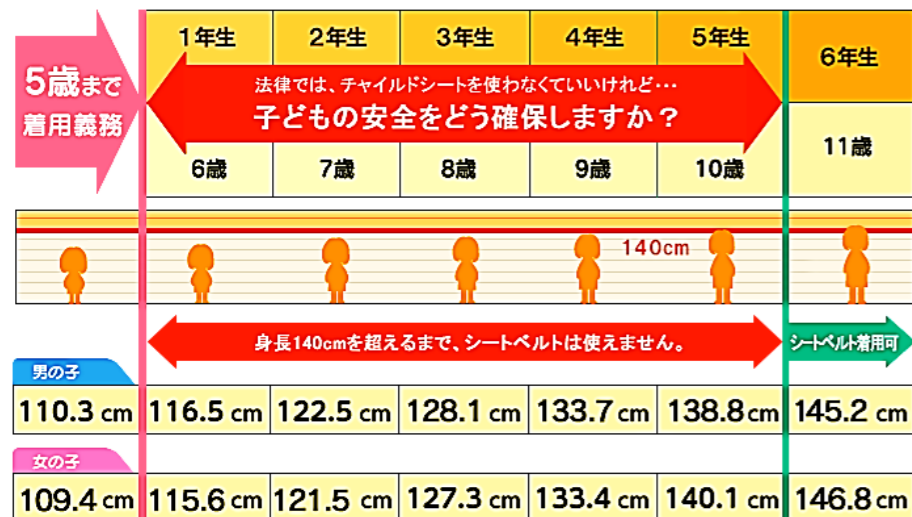 5歳まで
着用義務
1年生 2年生 3年生 4年生 5年生 6年生
法律では、チャイルドシートを使わなくていいけれど…
子どもの安全をどう確保しますか？
6歳 7歳 8歳 9歳 10歳 11歳
140cm
身長140cmを超えるまで、シートベルトは使えません。 シートベルト着用可
男の子
110.3 cm 116.5 cm 122.5 cm 128.1 cm 133.7 cm 138.8 cm 145.2 cm
女の子
109.4 cm 115.6 cm 121.5 cm 127.3 cm 133.4 cm 140.1 cm 146.8 cm